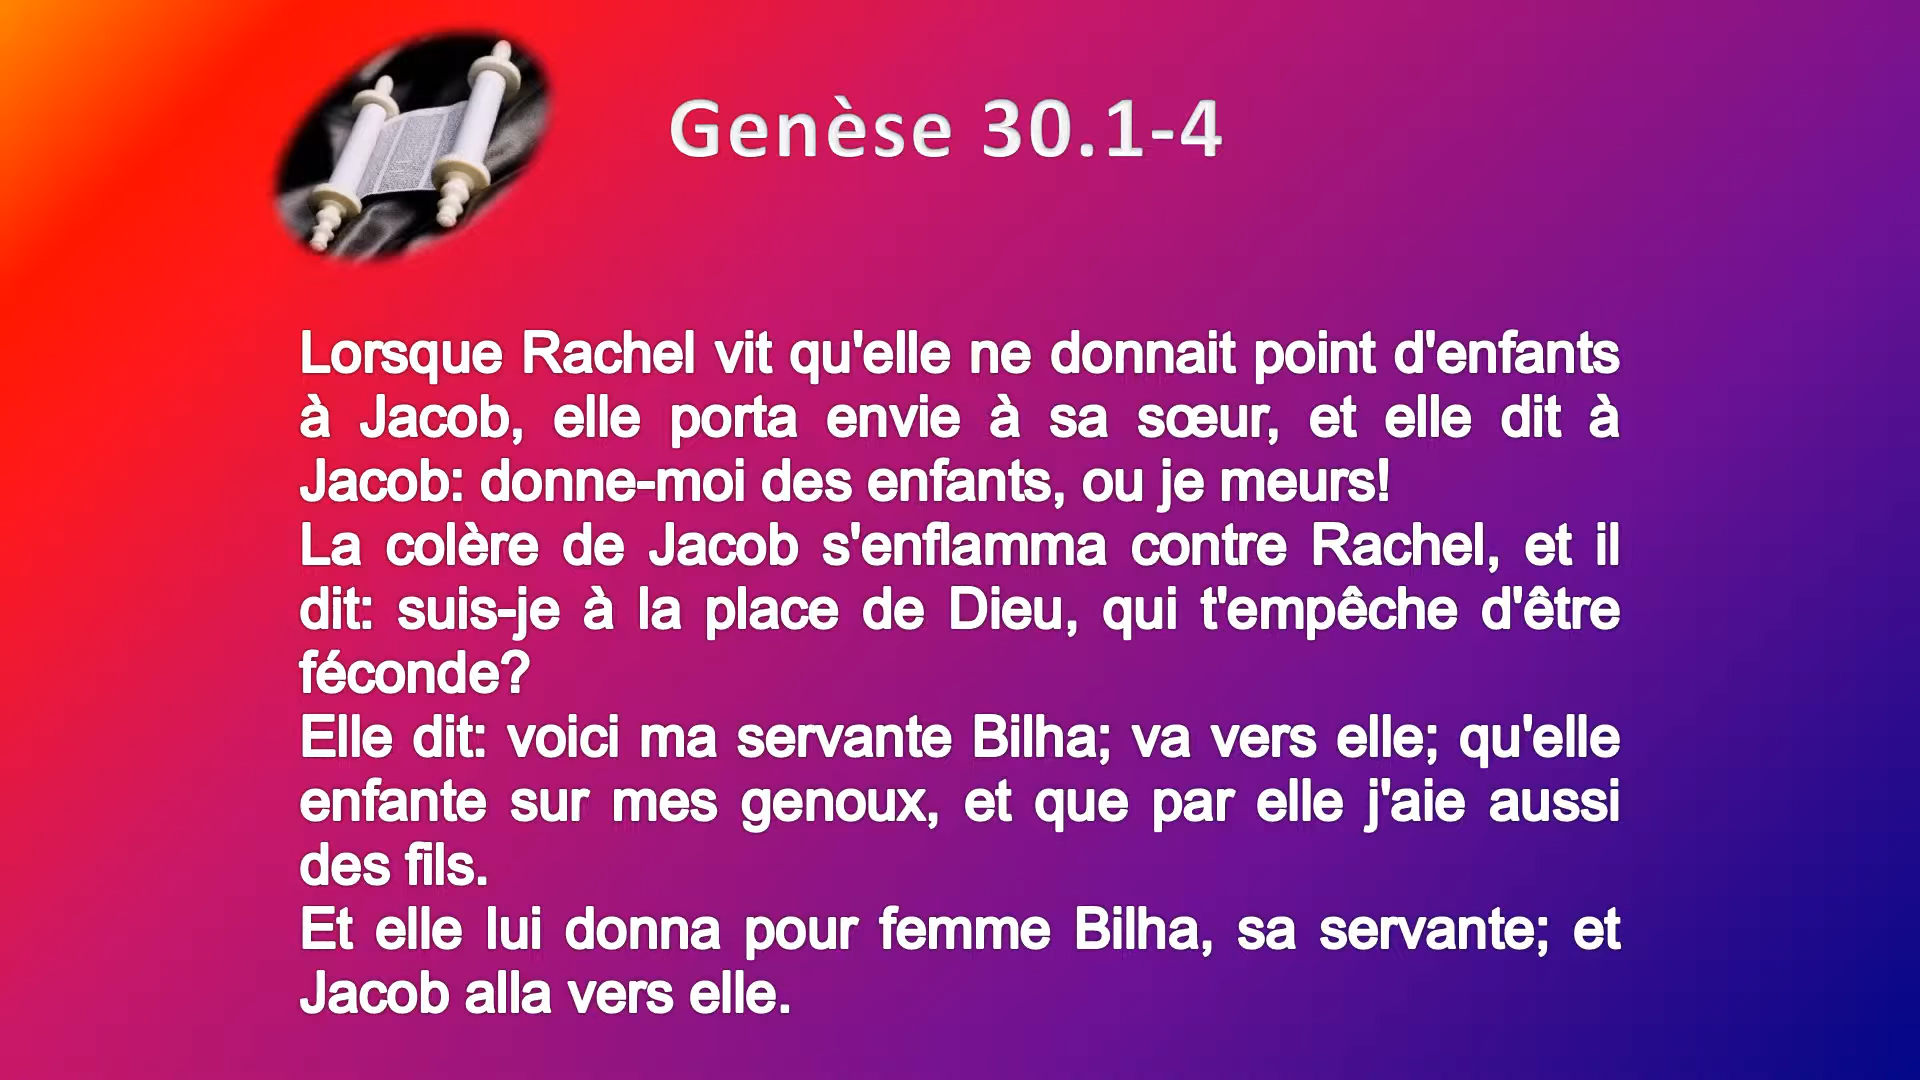 Genèse 30.1-4
Lorsque Rachel vit qu'elle ne donnait point d'enfants
à Jacob, elle porta envie à sa sœur, et elle dit à
Jacob: donne-moi des enfants, ou je meurs!
La colère de Jacob s'enflamma contre Rachel, et il
dit: suis-je à la place de Dieu, qui t'empêche d'être
féconde?
Elle dit: voici ma servante Bilha; va vers elle; qu'elle
enfante sur mes genoux, et que par elle j'aie aussi
des fils.
Et elle lui donna pour femme Bilha, sa servante; et
Jacob alla vers elle.